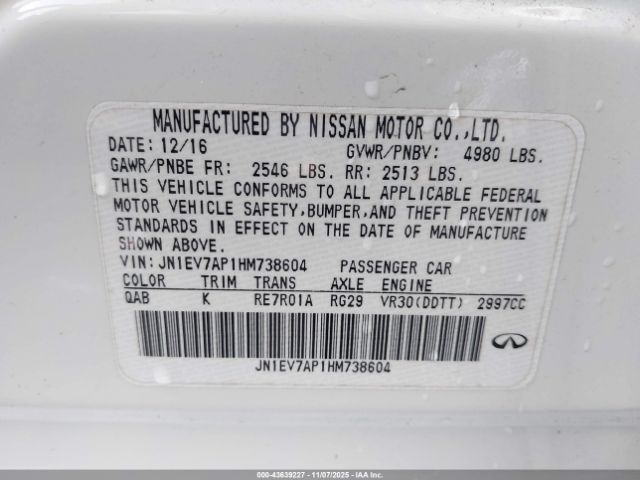 MANUFACTURED BY NISSAN MOTOR CO.,LTD.
DATE: 12/16 GVWR/PNBV: 4980 LBS.
GAWR/PNBE FR: 2546 LBS. RR: 2513 LBS.
THIS VEHICLE CONFORMS TO ALL APPLICABLE FEDERAL
MOTOR VEHICLE SAFETY,BUMPER,AND THEFT PREVENTION
STANDARDS IN EFFECT ON THE DATE OF MANUFACTURE
SHOWN ABOVE.
VIN: JN1EV7AP1HM738604 PASSENGER CAR
COLOR TRIM TRANS AXLE ENGINE
QAB K RE7R01A RG29 VR30(DDTT) 2997CC
JN1EV7AP1HM738604
000-43639227 - 11/07/2025 - IAAI.COM